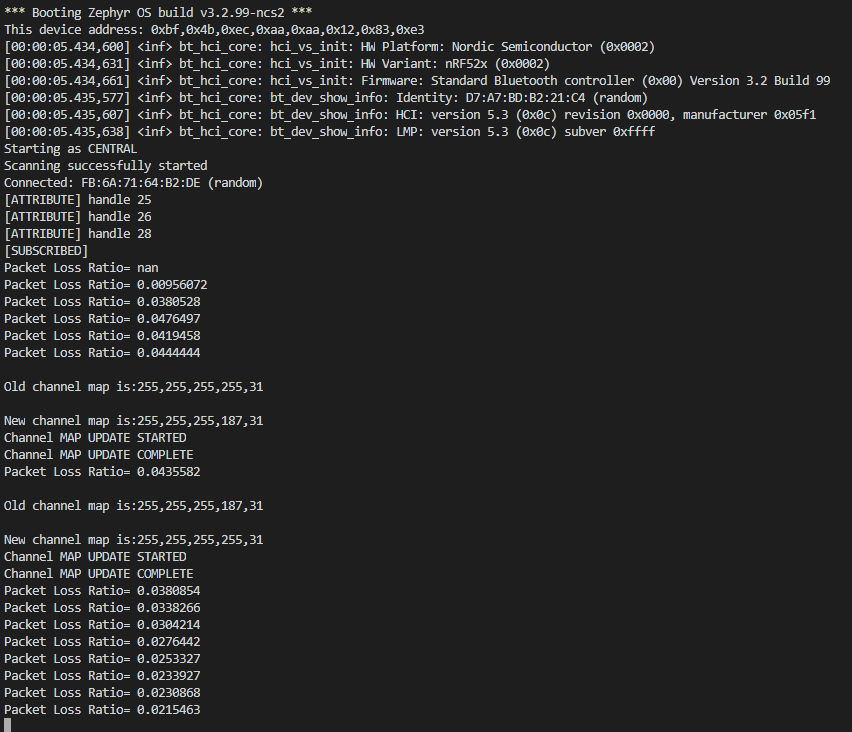 *** Booting Zephyr OS build v3.2.99-ncs2 ***
This device address: 0xbf,0x4b,0xec,0xaa,0xaa,0x12,0x83,0xe3
[00:00:05.434,600] <inf> bt_hci_core: hci_vs_init: HW Platform: Nordic Semiconductor (0x0002)
[00:00:05.434,631] <inf> bt_hci_core: hci_vs_init: HW Variant: nRF52x (0x0002)
[00:00:05.434,661] <inf> bt_hci_core: hci_vs_init: Firmware: Standard Bluetooth controller (0x00) Version 3.2 Build 99
[00:00:05.435,577] <inf> bt_hci_core: bt_dev_show_info: Identity: D7:A7:BD:B2:21:C4 (random)
[00:00:05.435,607] <inf> bt_hci_core: bt_dev_show_info: HCI: version 5.3 (0x0c) revision 0x0000, manufacturer 0x05f1
[00:00:05.435,638] <inf> bt_hci_core: bt_dev_show_info: LMP: version 5.3 (0x0c) subver 0xffff
Starting as CENTRAL
Scanning successfully started
Connected: FB:6A:71:64:B2:DE (random)
[ATTRIBUTE] handle 25
[ATTRIBUTE] handle 26
[ATTRIBUTE] handle 28
[SUBSCRIBED]
Packet Loss Ratio= nan
Packet Loss Ratio= 0.00956072
Packet Loss Ratio= 0.0380528
Packet Loss Ratio= 0.0476497
Packet Loss Ratio= 0.0419458
Packet Loss Ratio= 0.0444444
Old channel map is:255,255,255,255,31
New channel map is:255,255,255,187,31
Channel MAP UPDATE STARTED
Channel MAP UPDATE COMPLETE
Packet Loss Ratio= 0.0435582
Old channel map is:255,255,255,187,31
New channel map is:255,255,255,255,31
Channel MAP UPDATE STARTED
Channel MAP UPDATE COMPLETE
Packet Loss Ratio= 0.0380854
Packet Loss Ratio= 0.0338266
Packet Loss Ratio= 0.0304214
Packet Loss Ratio= 0.0276442
Packet Loss Ratio= 0.0253327
Packet Loss Ratio= 0.0233927
Packet Loss Ratio= 0.0230868
Packet Loss Ratio= 0.0215463